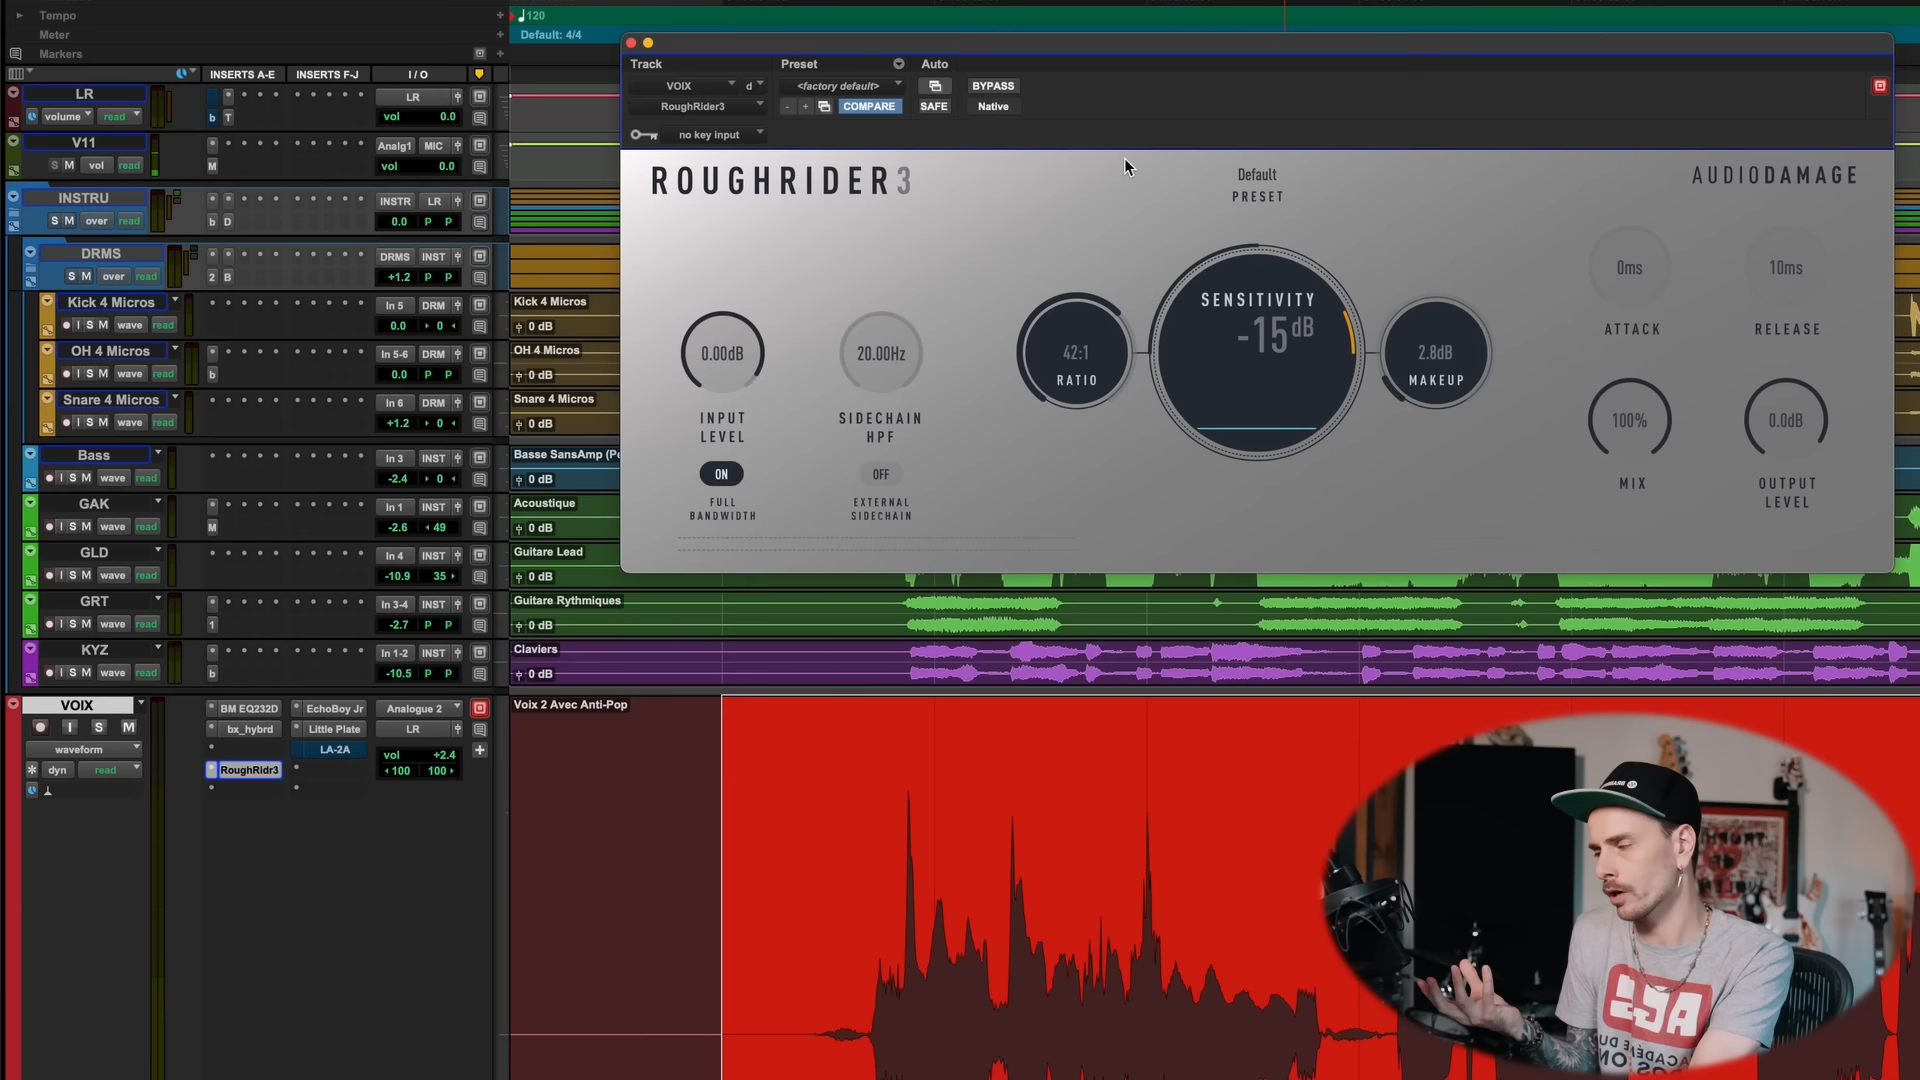 Tempo
120
Meter
Default: 4/4
Markers
INSERTS A-E
INSERTS F-J
I / O
LR
volume
read
b
T
LR
vol 0.0
V11
S M vol read
M
Analg1 MIC
vol 0.0
INSTRU
S M over read
b D
INSTR LR
0.0 P P
DRMS
S M over read
2 B
DRMS INST
+1.2 P P
Kick 4 Micros
I S M wave read
In 5 DRM
0.0 0
Kick 4 Micros
0 dB
OH 4 Micros
I S M wave read
b
In 5-6 DRM
0.0 P P
OH 4 Micros
0 dB
Snare 4 Micros
I S M wave read
In 6 DRM
+1.2 0
Snare 4 Micros
0 dB
Bass
I S M wave read
In 3 INST
-2.4 0
Basse SansAmp (P
0 dB
GAK
I S M wave read
M
In 1 INST
-2.6 49
Acoustique
0 dB
GLD
I S M wave read
In 4 INST
-10.9 35
Guitare Lead
0 dB
GRT
I S M wave read
1
In 3-4 INST
-2.7 P P
Guitare Rythmiques
0 dB
KYZ
I S M wave read
b
In 1-2 INST
-10.5 P P
Claviers
0 dB
VOIX
I S M
waveform
dyn read
BM EQ232D
bx_hybrd
RoughRidr3
EchoBoy Jr
Little Plate
LA-2A
Analogue 2
LR
vol +2.4
100 100
Voix 2 Avec Anti-Pop
Track
Preset
Auto
VOIX
d
<factory default>
BYPASS
RoughRider3
- +
COMPARE
SAFE
Native
no key input
ROUGHRIDER3
Default
PRESET
AUDIODAMAGE
0.00dB
INPUT
LEVEL
ON
FULL
BANDWIDTH
20.00Hz
SIDECHAIN
HPF
OFF
EXTERNAL
SIDECHAIN
42:1
RATIO
SENSITIVITY
-15dB
2.8dB
MAKEUP
0ms
ATTACK
10ms
RELEASE
100%
MIX
0.0dB
OUTPUT
LEVEL